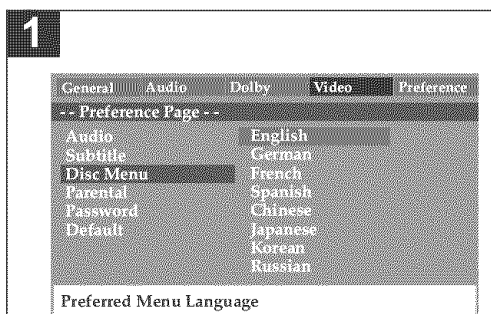 1
General Audio Dolby Video Preference
-- Preference Page --
Audio English
Subtitle German
Disc Menu French
Parental Spanish
Password Chinese
Default Japanese
Korean
Russian
Preferred Menu Language